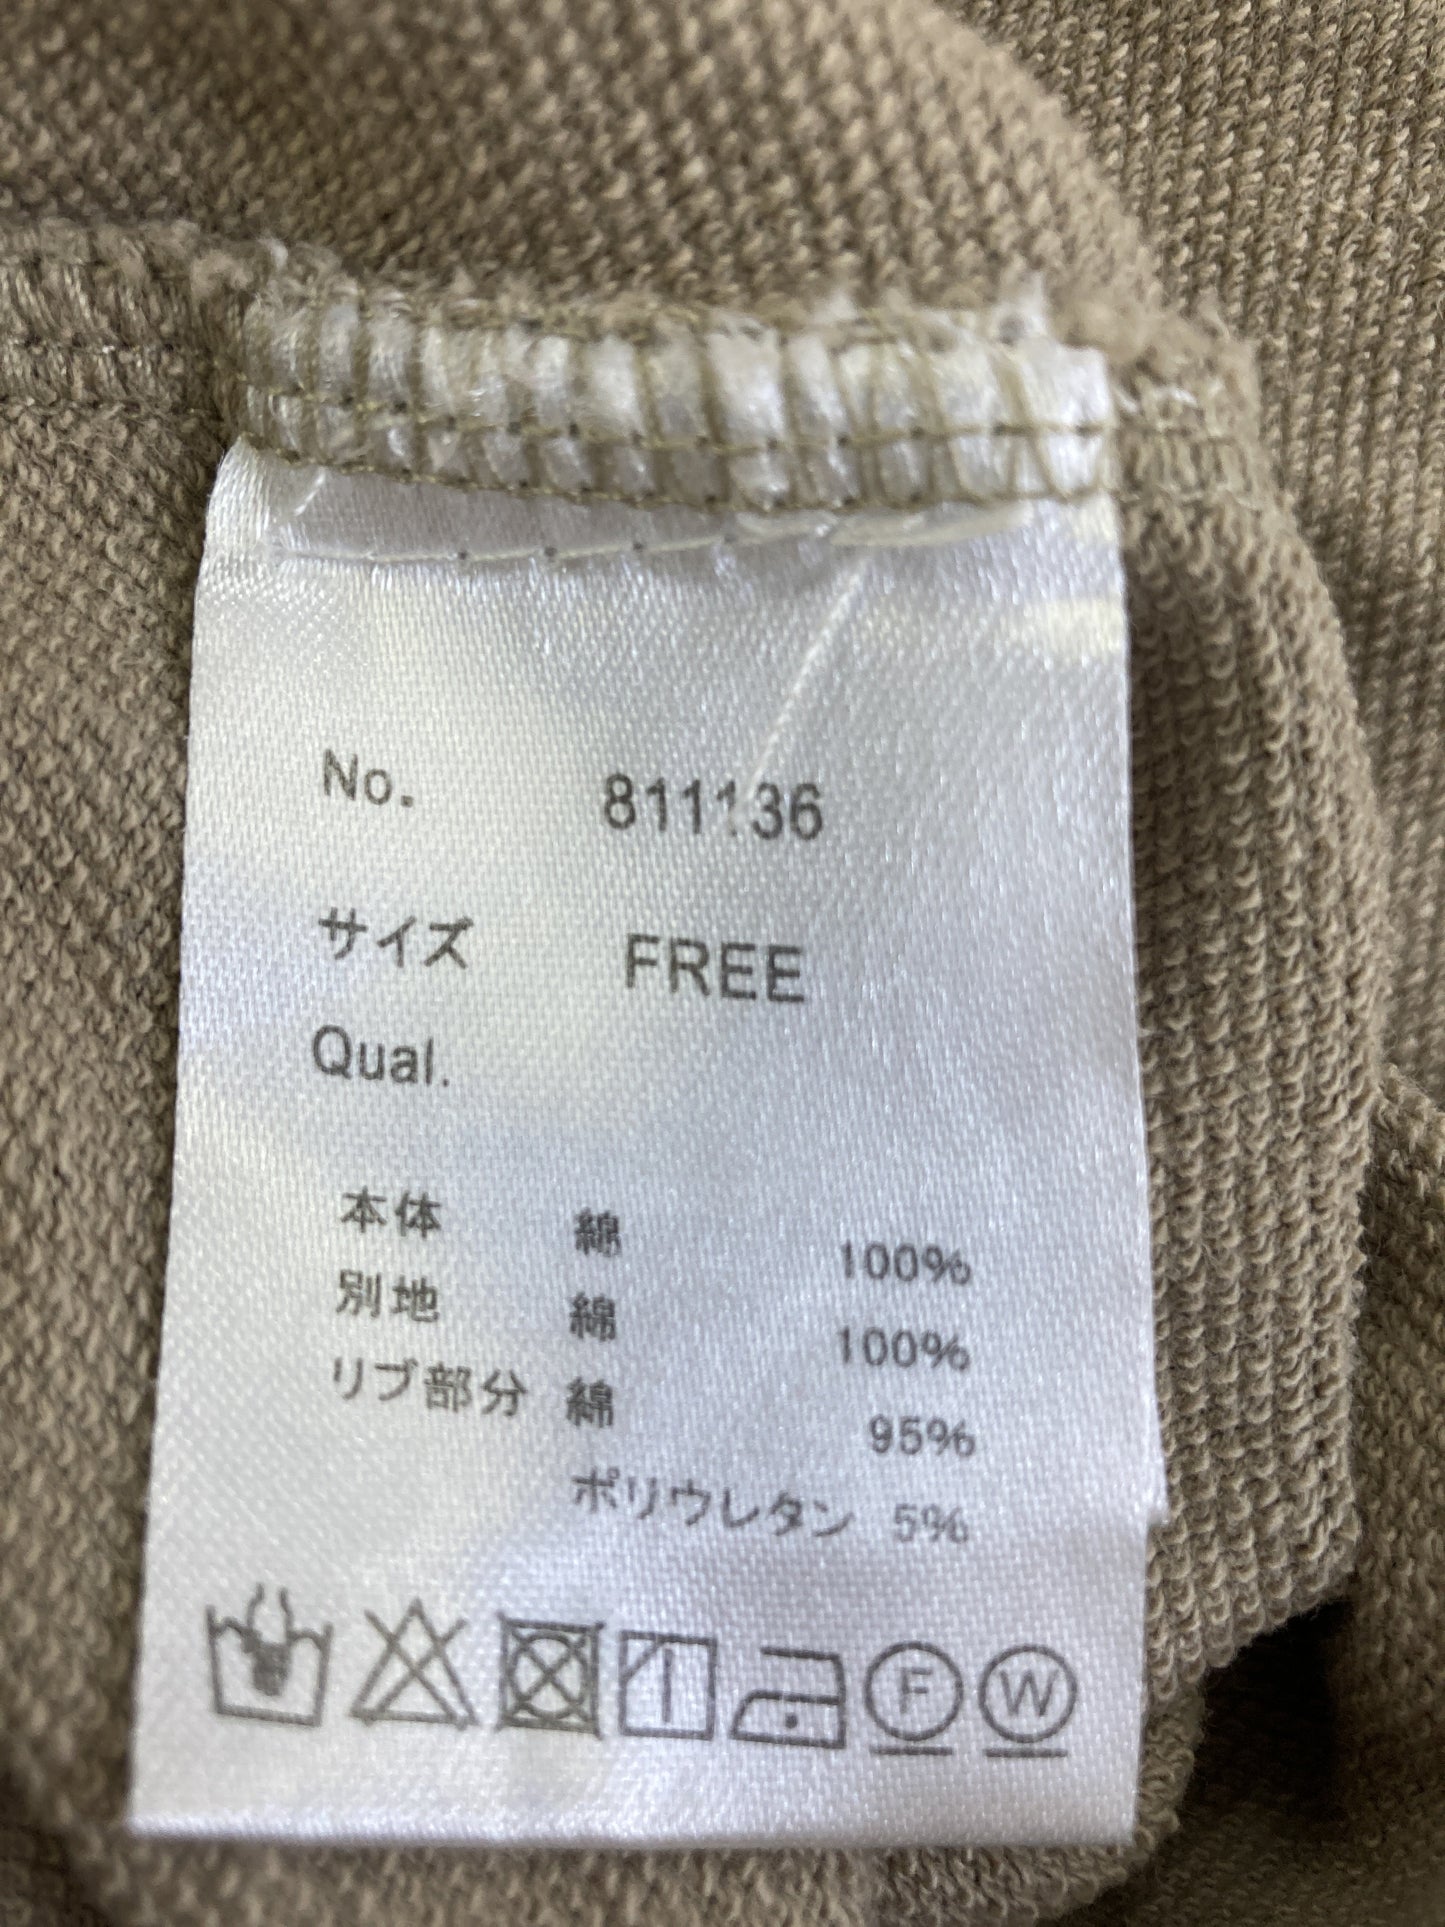 No. 811136
サイズ FREE
Qual.
本体 綿 100%
別地 綿 100%
リブ部分 綿 95%
ポリウレタン 5%
F W